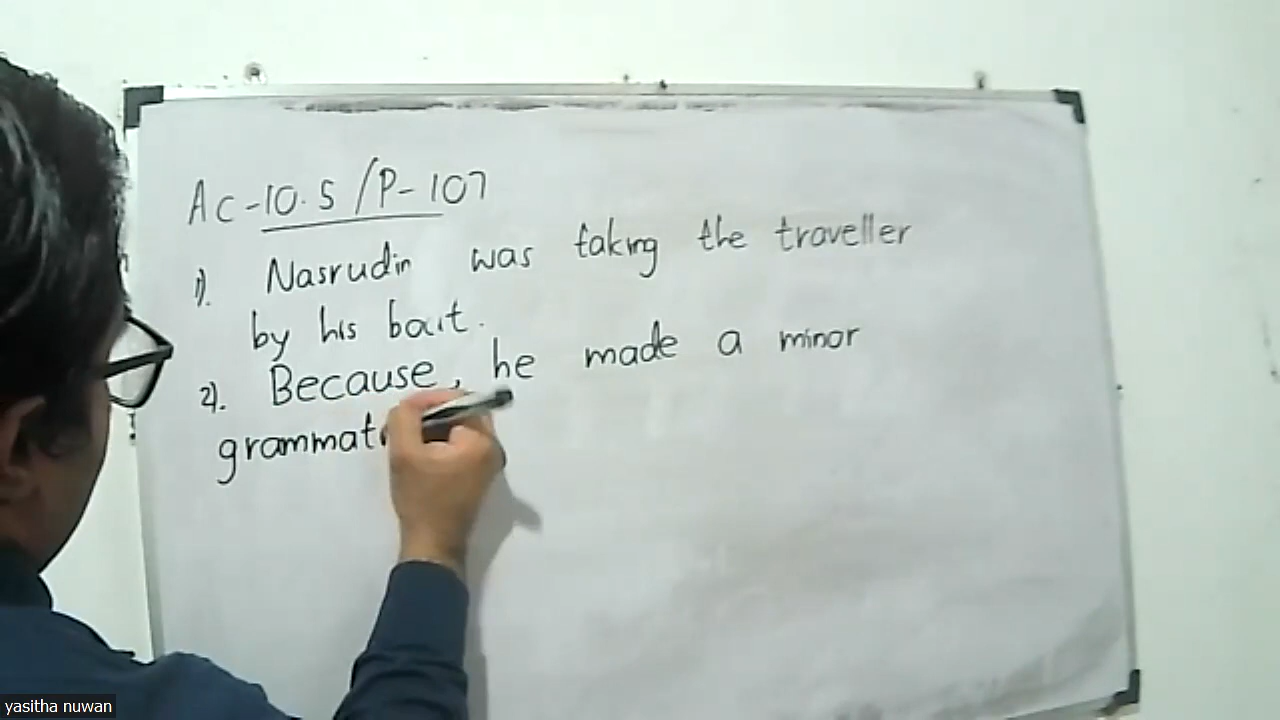 Ac-10.5/P-107
1). Nasrudin was taking the traveller
by his bait.
2). Because, he made a minor
grammat
yasitha nuwan